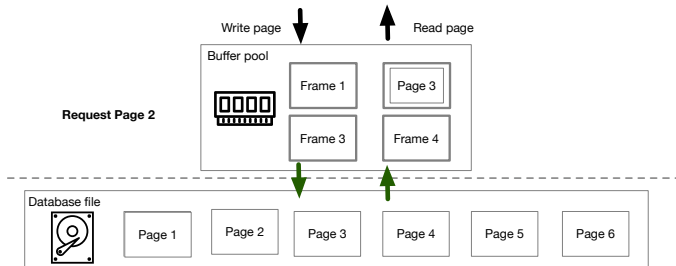 Write page
Read page
Buffer pool
Frame 1
Page 3
Request Page 2
Frame 3
Frame 4
Database file
Page 1
Page 2
Page 3
Page 4
Page 5
Page 6